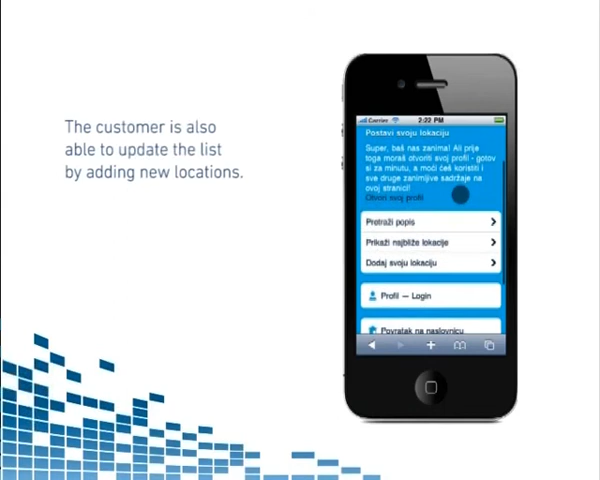 The customer is also
able to update the list
by adding new locations.
Carrier 2:22 PM
Postavi svoju lokaciju
Super, baš nas zanima! Ali prije
toga moraš otvoriti svoj profil - gotov
si za minutu, a moći ćeš koristiti i
sve druge zanimljive sadržaje na
ovoj stranici!
Otvori svoj profil
Pretraži popis
Prikaži najbliže lokacije
Dodaj svoju lokaciju
Profil – Login
Povratak na naslovnicu